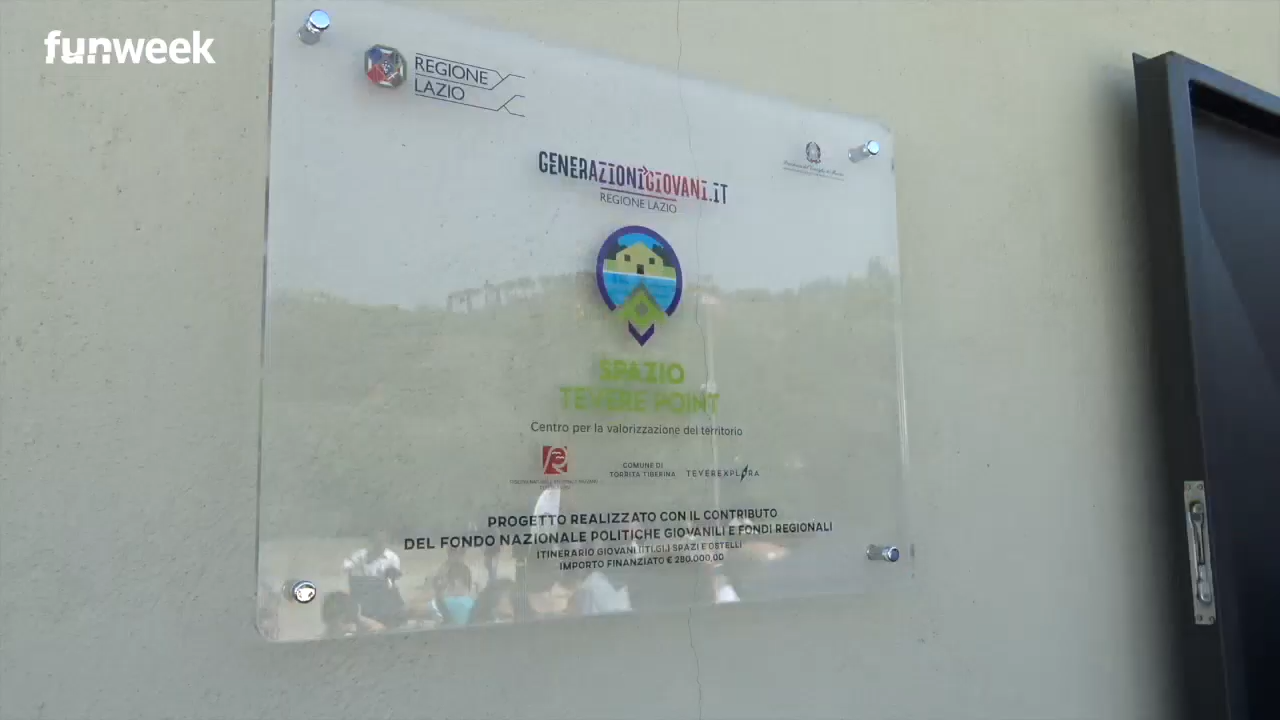 funweek
REGIONE
LAZIO
GENERAZIONIGIOVANI.IT
REGIONE LAZIO
SPAZIO
TEVERE POINT
Centro per la valorizzazione del territorio
COMUNE DI
TORRITA TIBERINA
TEVEREXPLORA
PROGETTO REALIZZATO CON IL CONTRIBUTO
DEL FONDO NAZIONALE POLITICHE GIOVANILI E FONDI REGIONALI
ITINERARIO GIOVANI (ITI.GI.) SPAZI E OSTELLI
IMPORTO FINANZIATO € 280.000,00